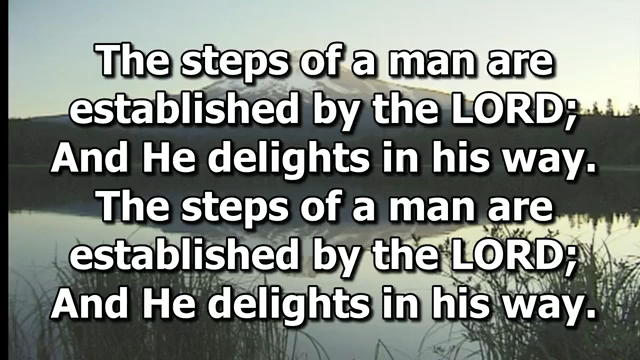 The steps of a man are
established by the LORD;
And He delights in his way.
The steps of a man are
established by the LORD;
And He delights in his way.